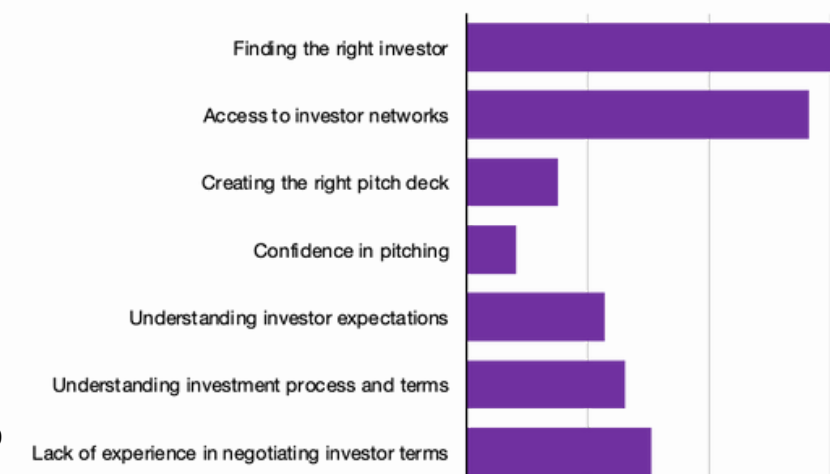 Finding the right investor
Access to investor networks
Creating the right pitch deck
Confidence in pitching
Understanding investor expectations
Understanding investment process and terms
Lack of experience in negotiating investor terms